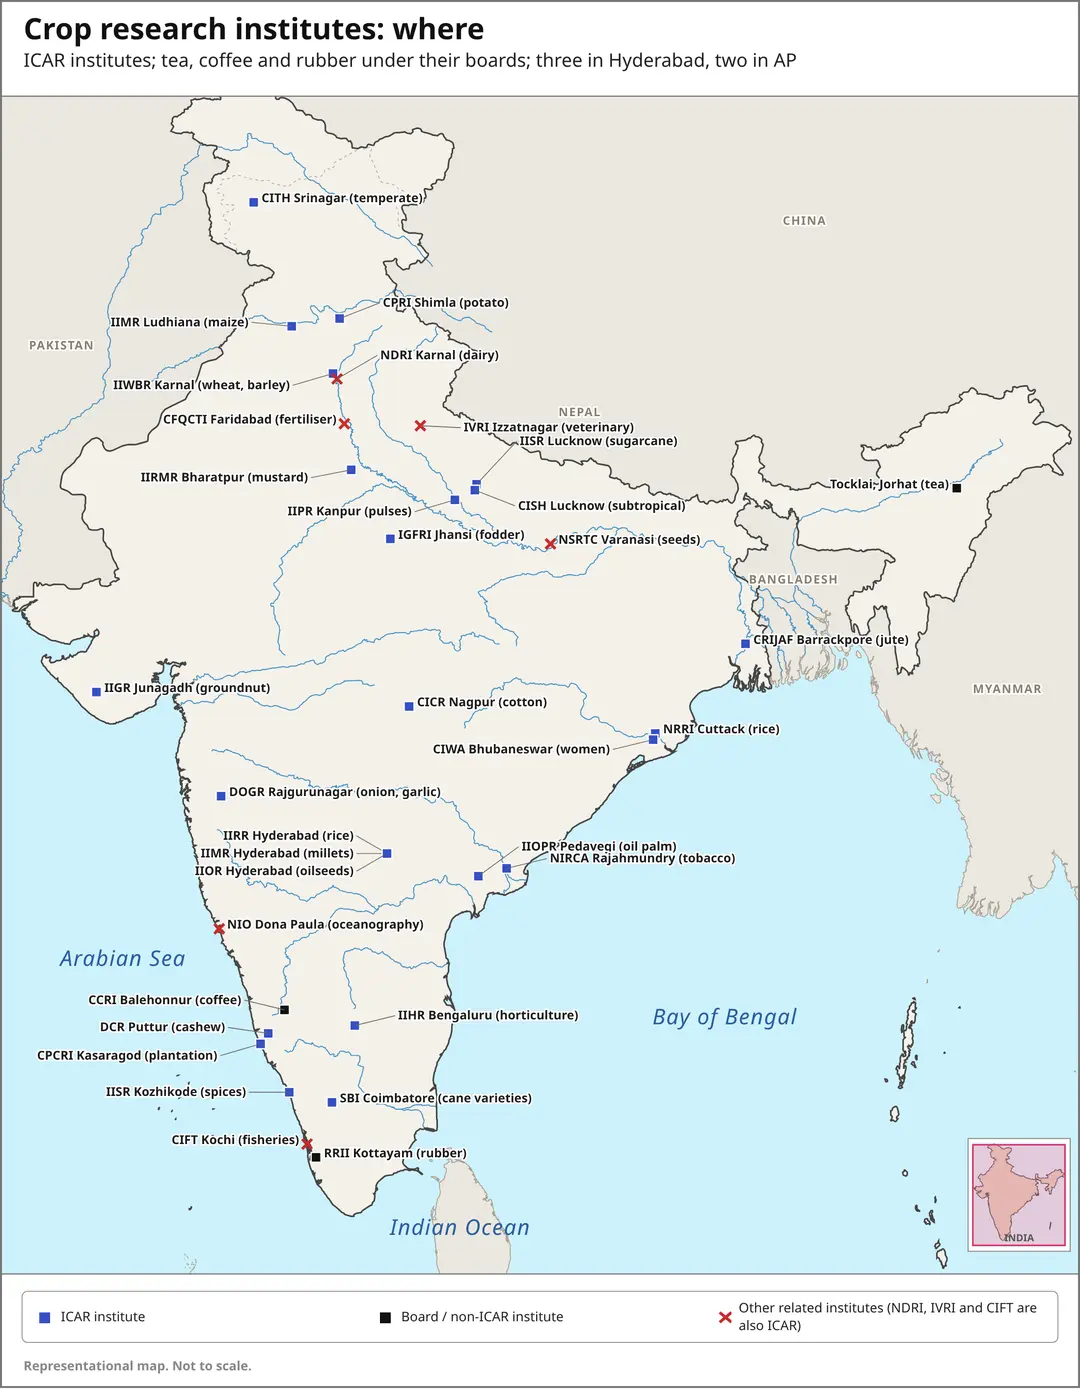 Crop research institutes: where
ICAR institutes; tea, coffee and rubber under their boards; three in Hyderabad, two in AP
CITH Srinagar (temperate)
CHINA
CPRI Shimla (potato)
IIMR Ludhiana (maize)
PAKISTAN
NDRI Karnal (dairy)
IIWBR Karnal (wheat, barley)
NEPAL
CFQCTI Faridabad (fertiliser)
IVRI Izzatnagar (veterinary)
IISR Lucknow (sugarcane)
IIRMR Bharatpur (mustard)
Tocklai, Jorhat (tea)
CISH Lucknow (subtropical)
IIPR Kanpur (pulses)
IGFRI Jhansi (fodder)
NSRTC Varanasi (seeds)
BANGLADESH
CRIJAF Barrackpore (jute)
IIGR Junagadh (groundnut)
MYANMAR
CICR Nagpur (cotton)
NRRI Cuttack (rice)
CIWA Bhubaneswar (women)
DOGR Rajgurunagar (onion, garlic)
IIRR Hyderabad (rice)
IIMR Hyderabad (millets)
IIOR Hyderabad (oilseeds)
IIOPR Pedavegi (oil palm)
NIRCA Rajahmundry (tobacco)
NIO Dona Paula (oceanography)
Arabian Sea
CCRI Balehonnur (coffee)
IIHR Bengaluru (horticulture)
Bay of Bengal
DCR Puttur (cashew)
CPCRI Kasaragod (plantation)
IISR Kozhikode (spices)
SBI Coimbatore (cane varieties)
CIFT Kochi (fisheries)
RRII Kottayam (rubber)
Indian Ocean
INDIA
ICAR institute
Board / non-ICAR institute
Other related institutes (NDRI, IVRI and CIFT are
also ICAR)
Representational map. Not to scale.